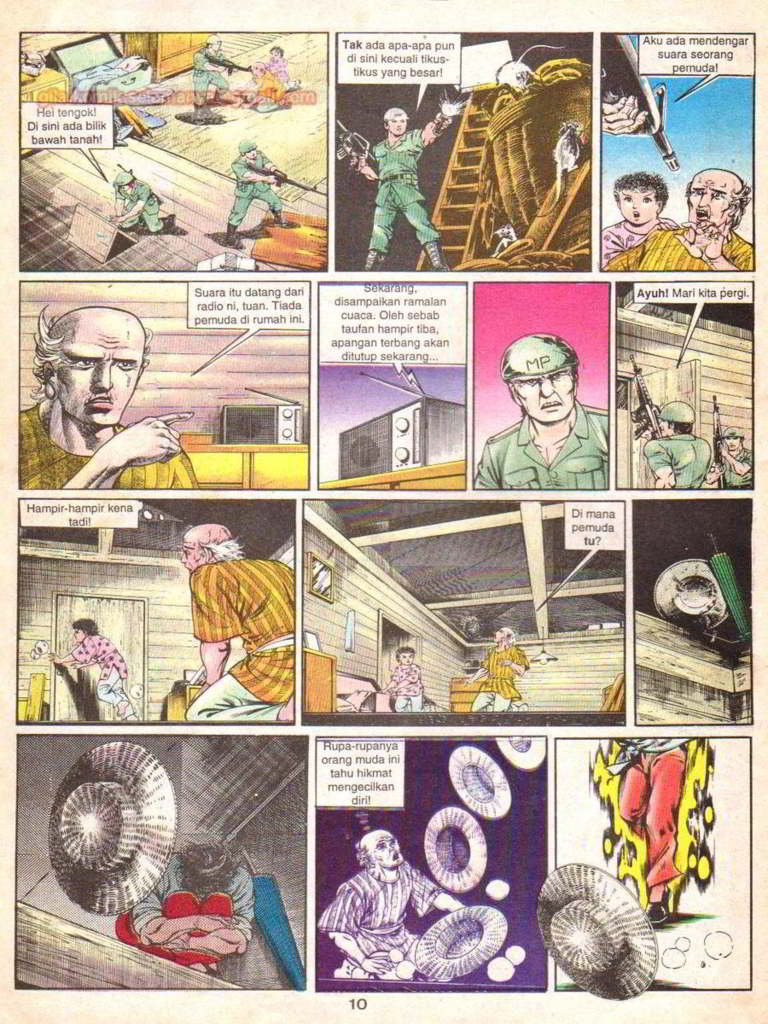 Hei tengok!
Di sini ada bilik
bawah tanah!
Tak ada apa-apa pun
di sini kecuali tikus-
tikus yang besar!
Aku ada mendengar
suara seorang
pemuda!
Suara itu datang dari
radio ni, tuan. Tiada
pemuda di rumah ini.
Sekarang,
disampaikan ramalan
cuaca. Oleh sebab
taufan hampir tiba,
apangan terbang akan
ditutup sekarang...
MP
Ayuh! Mari kita pergi.
Hampir-hampir kena
tadi!
Di mana
pemuda
tu?
Rupa-rupanya
orang muda ini
tahu hikmat
mengecilkan
diri!
10